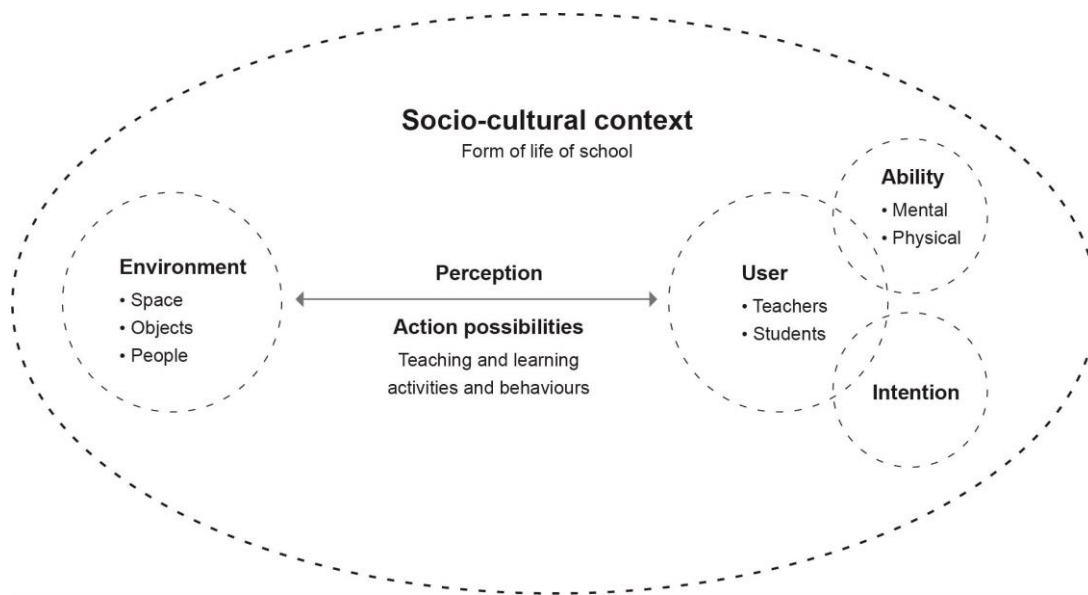 Socio-cultural context
Form of life of school
Environment
• Space
• Objects
• People
Perception
Action possibilities
Teaching and learning
activities and behaviours
User
• Teachers
• Students
Ability
• Mental
• Physical
Intention